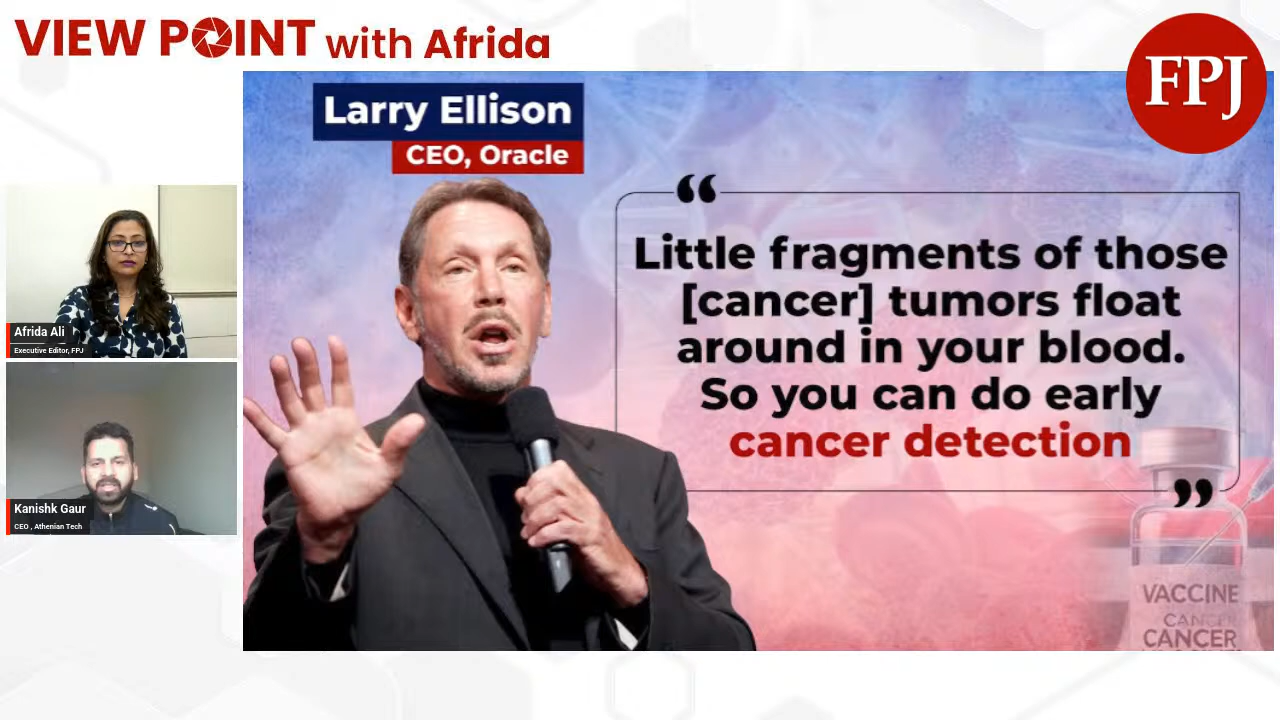 VIEW POINT with Afrida
FPJ
Larry Ellison
CEO, Oracle
“
Little fragments of those
[cancer] tumors float
around in your blood.
So you can do early
cancer detection
”
Afrida Ali
Executive Editor, FPJ
Kanishk Gaur
CEO , Athenian Tech
VACCINE
CANCER
CANCER